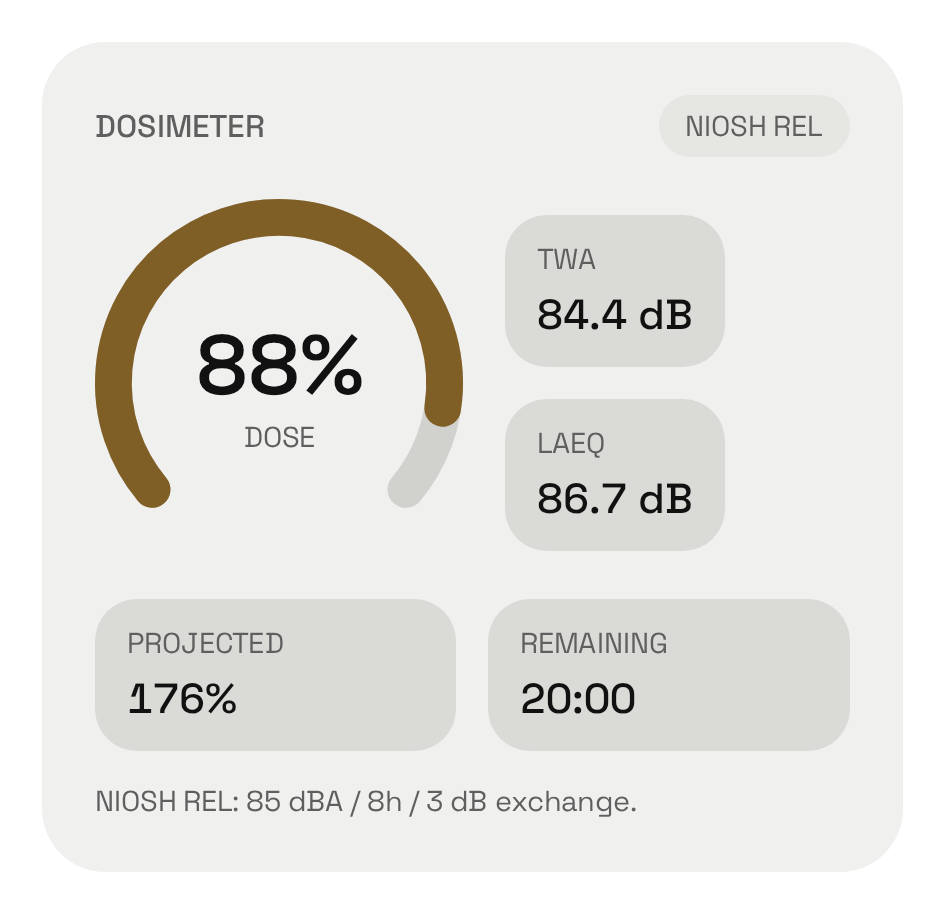 DOSIMETER
NIOSH REL
88%
DOSE
TWA
84.4 dB
LAEQ
86.7 dB
PROJECTED
176%
REMAINING
20:00
NIOSH REL: 85 dBA / 8h / 3 dB exchange.